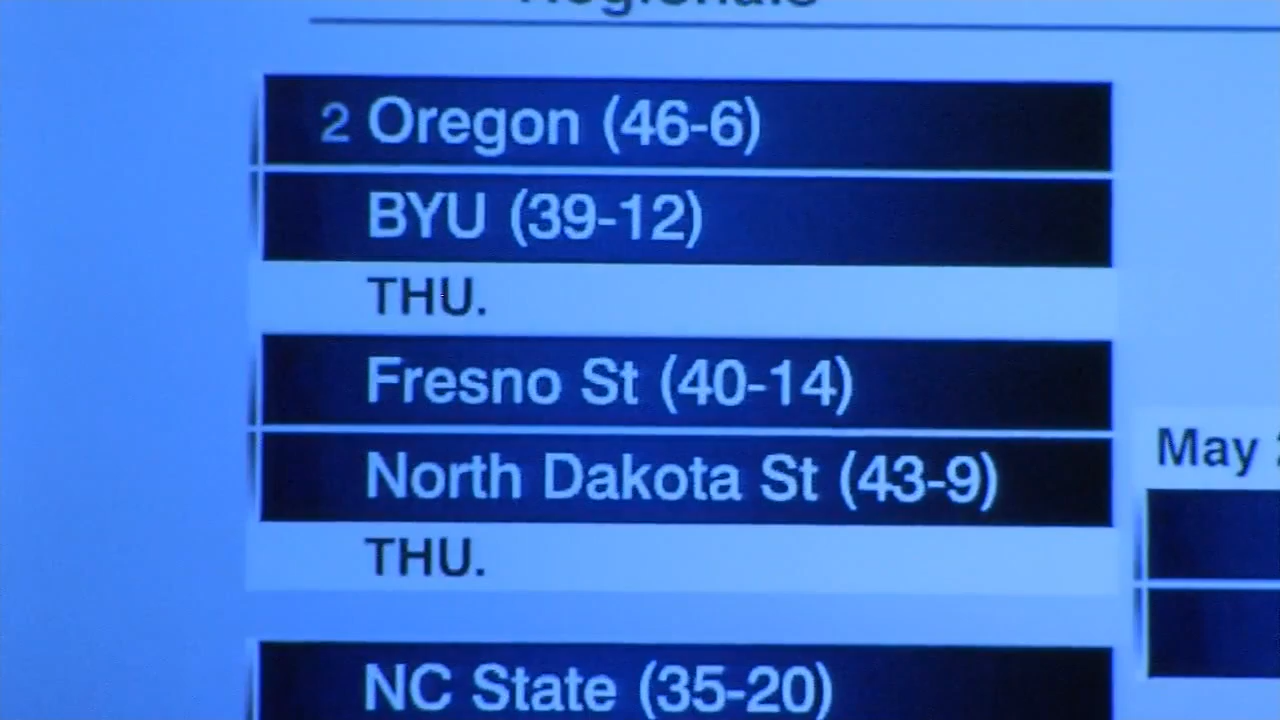 Regionals
2 Oregon (46-6)
BYU (39-12)
THU.
Fresno St (40-14)
North Dakota St (43-9)
THU.
May
NC State (35-20)